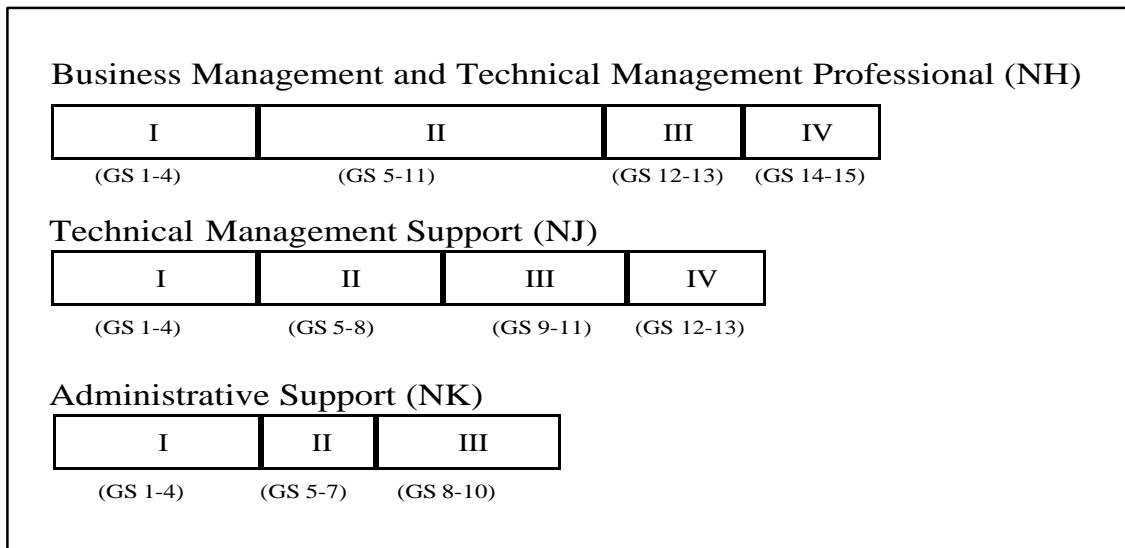 Business Management and Technical Management Professional (NH)
I II III IV
(GS 1-4) (GS 5-11) (GS 12-13) (GS 14-15)
Technical Management Support (NJ)
I II III IV
(GS 1-4) (GS 5-8) (GS 9-11) (GS 12-13)
Administrative Support (NK)
I II III
(GS 1-4) (GS 5-7) (GS 8-10)